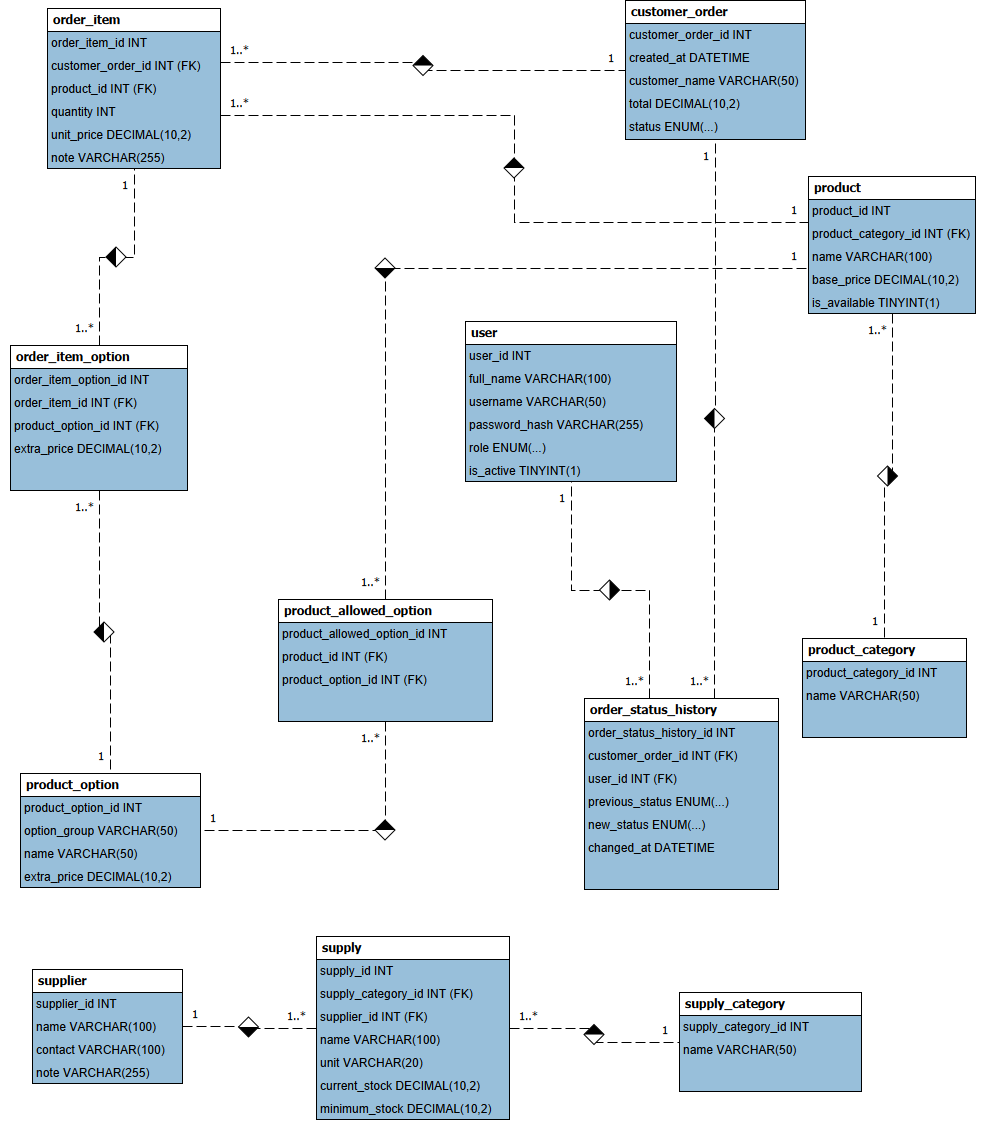 order_item
order_item_id INT
customer_order_id INT (FK)
product_id INT (FK)
quantity INT
unit_price DECIMAL(10,2)
note VARCHAR(255)
1..*
1
1..*
1
customer_order
customer_order_id INT
created_at DATETIME
customer_name VARCHAR(50)
total DECIMAL(10,2)
status ENUM(...)
1
product
product_id INT
product_category_id INT (FK)
name VARCHAR(100)
base_price DECIMAL(10,2)
is_available TINYINT(1)
1
1
1..*
1..*
order_item_option
order_item_option_id INT
order_item_id INT (FK)
product_option_id INT (FK)
extra_price DECIMAL(10,2)
1..*
user
user_id INT
full_name VARCHAR(100)
username VARCHAR(50)
password_hash VARCHAR(255)
role ENUM(...)
is_active TINYINT(1)
1
1..*
product_allowed_option
product_allowed_option_id INT
product_id INT (FK)
product_option_id INT (FK)
1..*
1
product_category
product_category_id INT
name VARCHAR(50)
1..*
1..*
order_status_history
order_status_history_id INT
customer_order_id INT (FK)
user_id INT (FK)
previous_status ENUM(...)
new_status ENUM(...)
changed_at DATETIME
1
product_option
product_option_id INT
option_group VARCHAR(50)
name VARCHAR(50)
extra_price DECIMAL(10,2)
1
supplier
supplier_id INT
name VARCHAR(100)
contact VARCHAR(100)
note VARCHAR(255)
1
1..*
supply
supply_id INT
supply_category_id INT (FK)
supplier_id INT (FK)
name VARCHAR(100)
unit VARCHAR(20)
current_stock DECIMAL(10,2)
minimum_stock DECIMAL(10,2)
1..*
1
supply_category
supply_category_id INT
name VARCHAR(50)